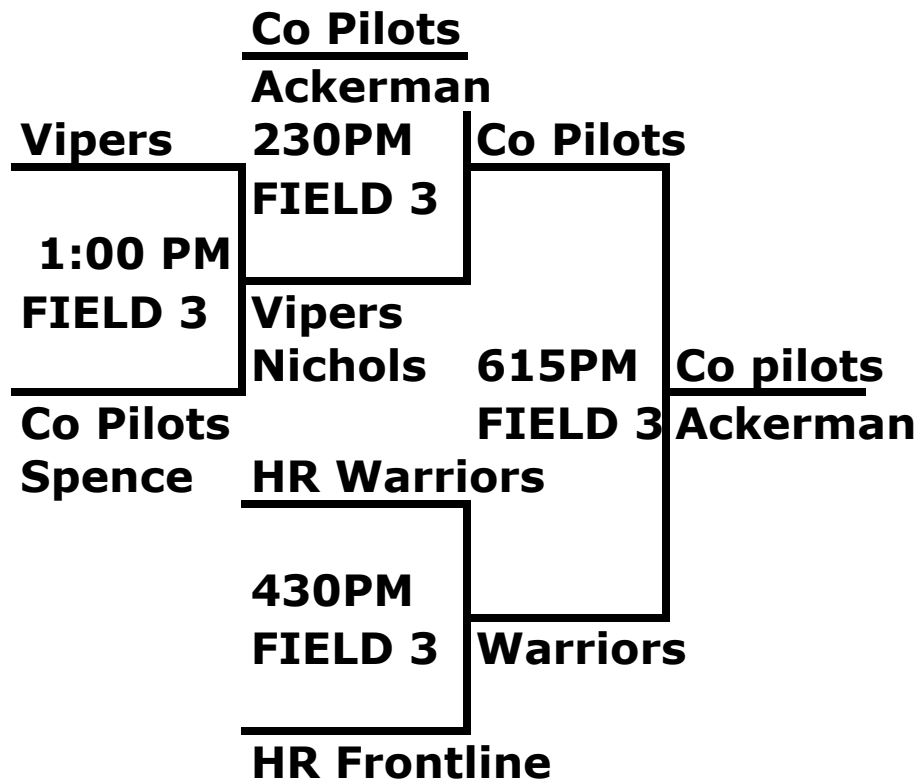 Co Pilots
Ackerman
Vipers
230PM
Co Pilots
FIELD 3
1:00 PM
FIELD 3
Vipers
Nichols
615PM
Co pilots
Co Pilots
FIELD 3
Ackerman
Spence
HR Warriors
430PM
FIELD 3
Warriors
HR Frontline